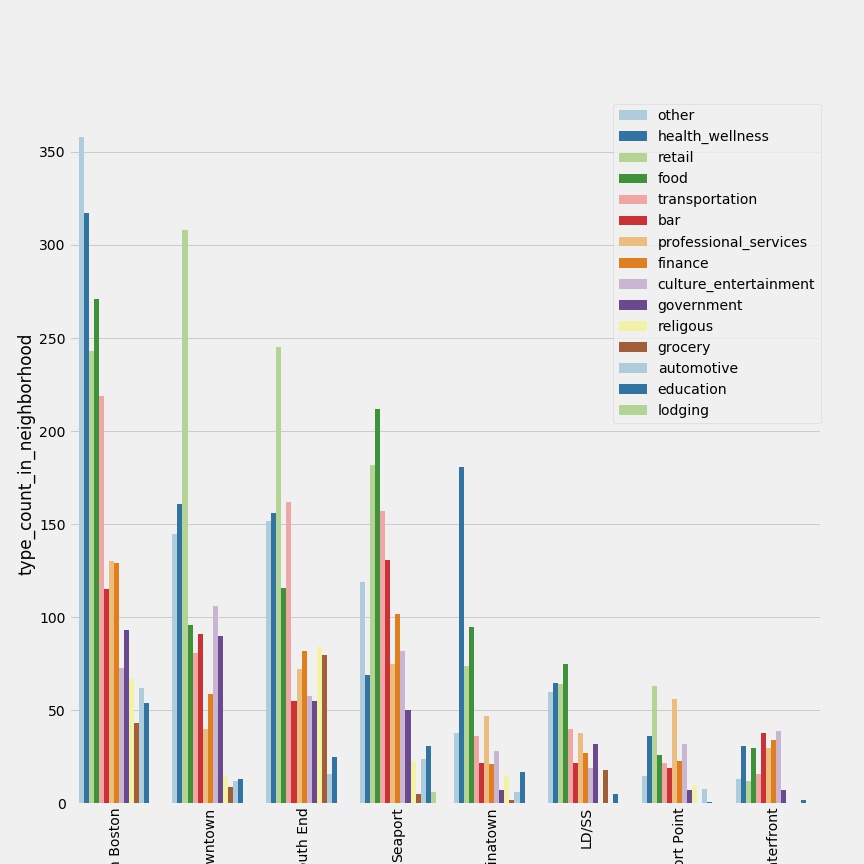 other
health_wellness
retail
food
transportation
bar
professional_services
finance
culture_entertainment
government
religous
grocery
automotive
education
lodging
type_count_in_neighborhood
350
300
250
200
150
100
50
0
n Boston
wntown
uth End
Seaport
inatown
LD/SS
ort Point
terfront